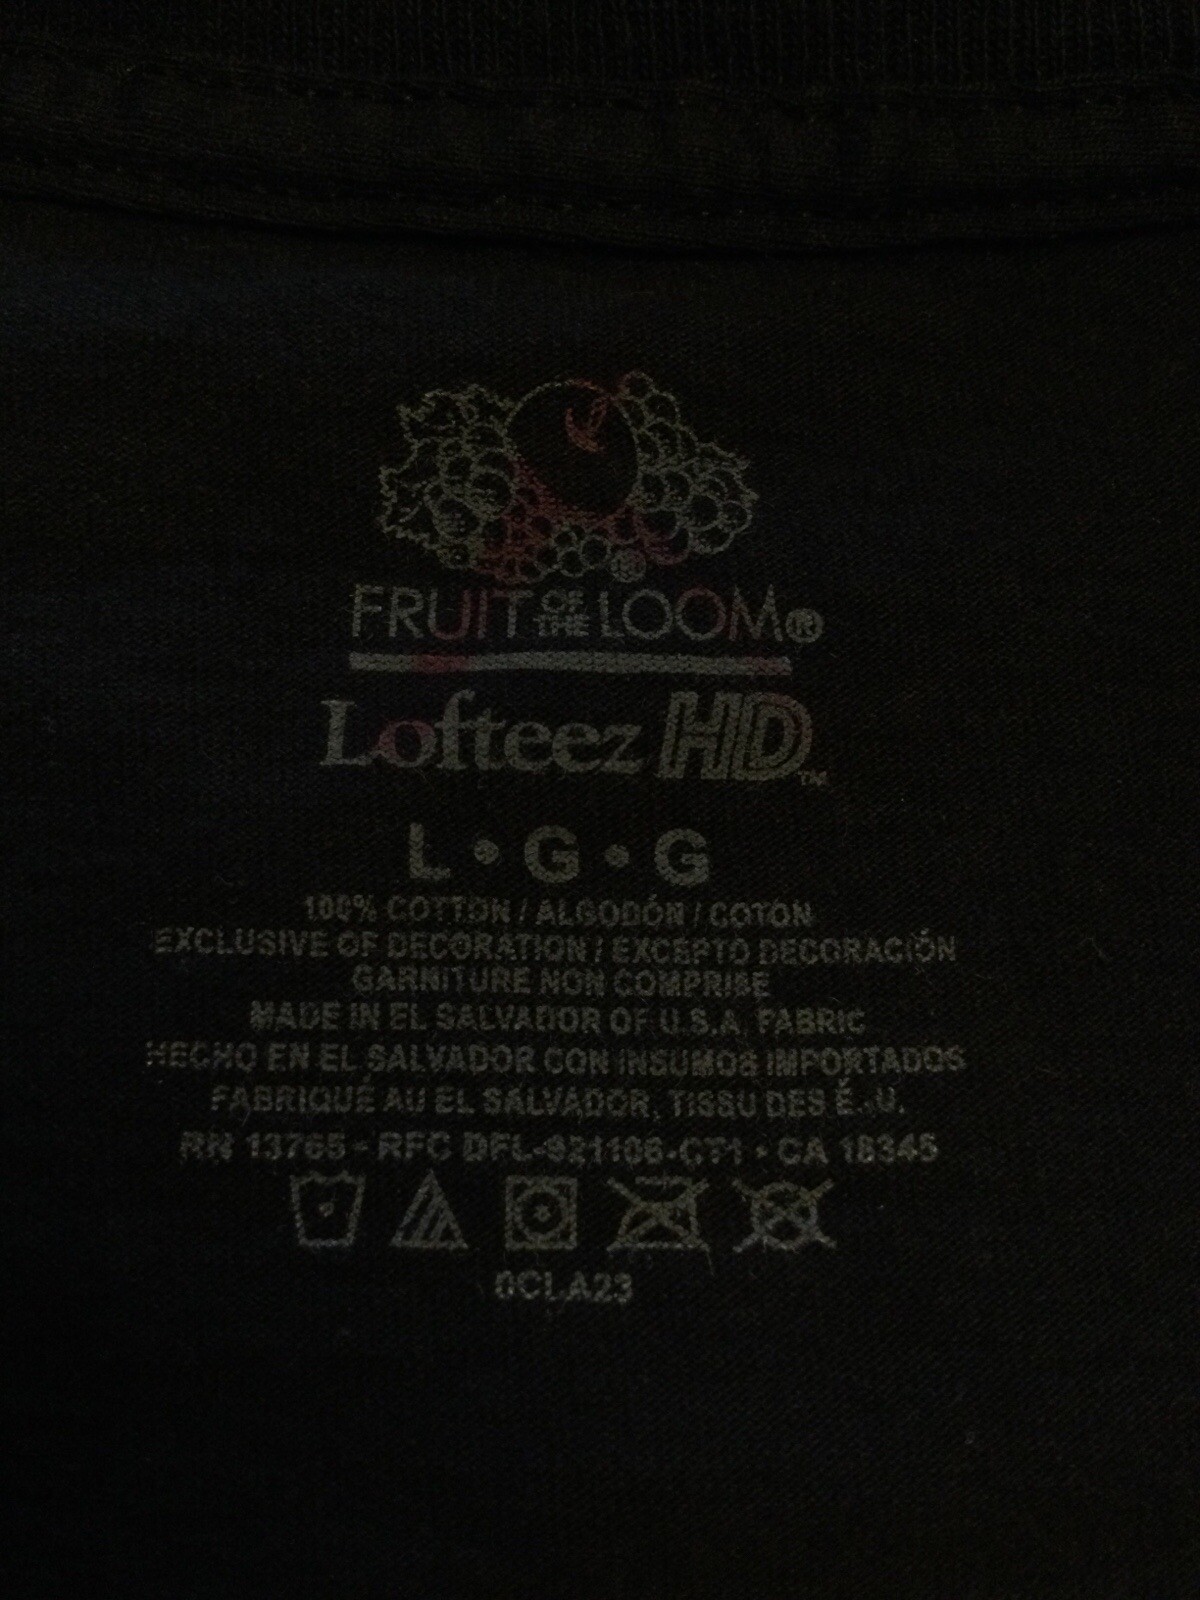 FRUIT OF THE LOOM®
Lofteez HD™
L • G • G
100% COTTON / ALGODÓN / COTON
EXCLUSIVE OF DECORATION / EXCEPTO DECORACIÓN
GARNITURE NON COMPRISE
MADE IN EL SALVADOR OF U.S.A. FABRIC
HECHO EN EL SALVADOR CON INSUMOS IMPORTADOS
FABRIQUÉ AU EL SALVADOR, TISSU DES É.-U.
RN 13765 - RFC DFL-921106-CT1 • CA 18345
0CLA23